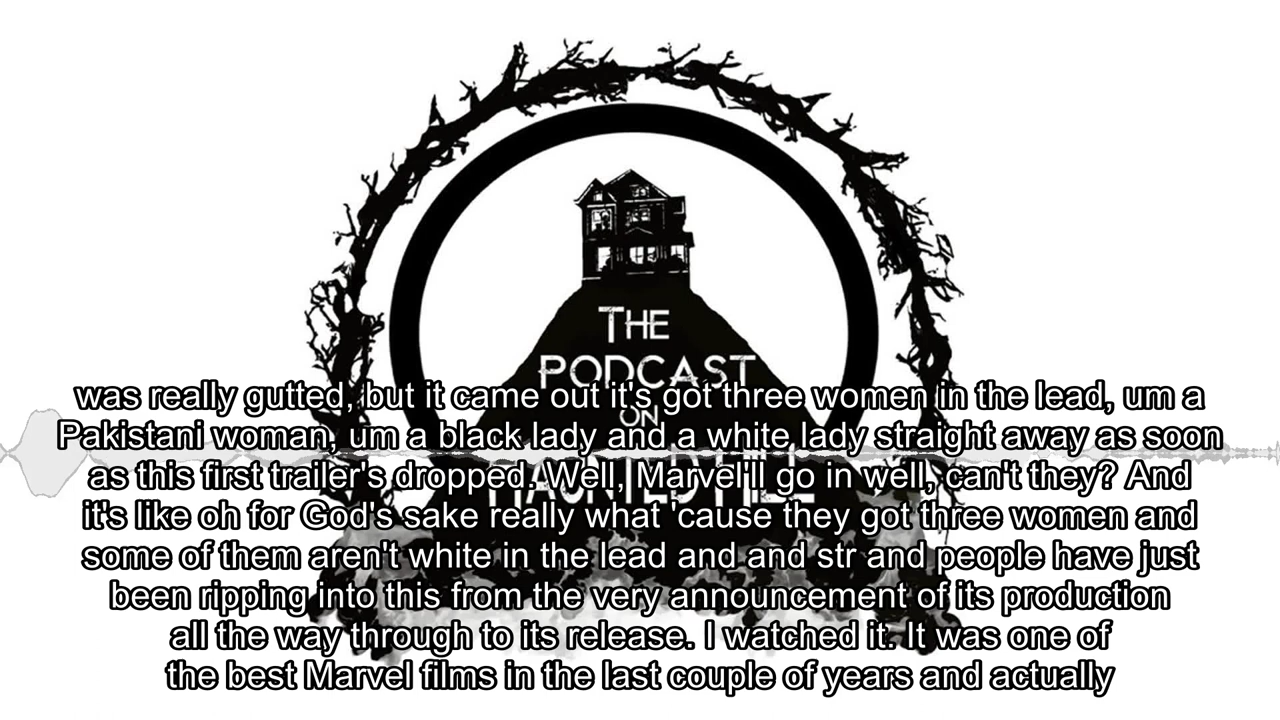 THE
PODCAST
ON
HAUNTED HILL
was really gutted, but it came out it's got three women in the lead, um a
Pakistani woman, um a black lady and a white lady straight away as soon
as this first trailer's dropped. Well, Marvel'll go in well, can't they? And
it's like oh for God's sake really what 'cause they got three women and
some of them aren't white in the lead and and str and people have just
been ripping into this from the very announcement of its production
all the way through to its release. I watched it. It was one of
the best Marvel films in the last couple of years and actually